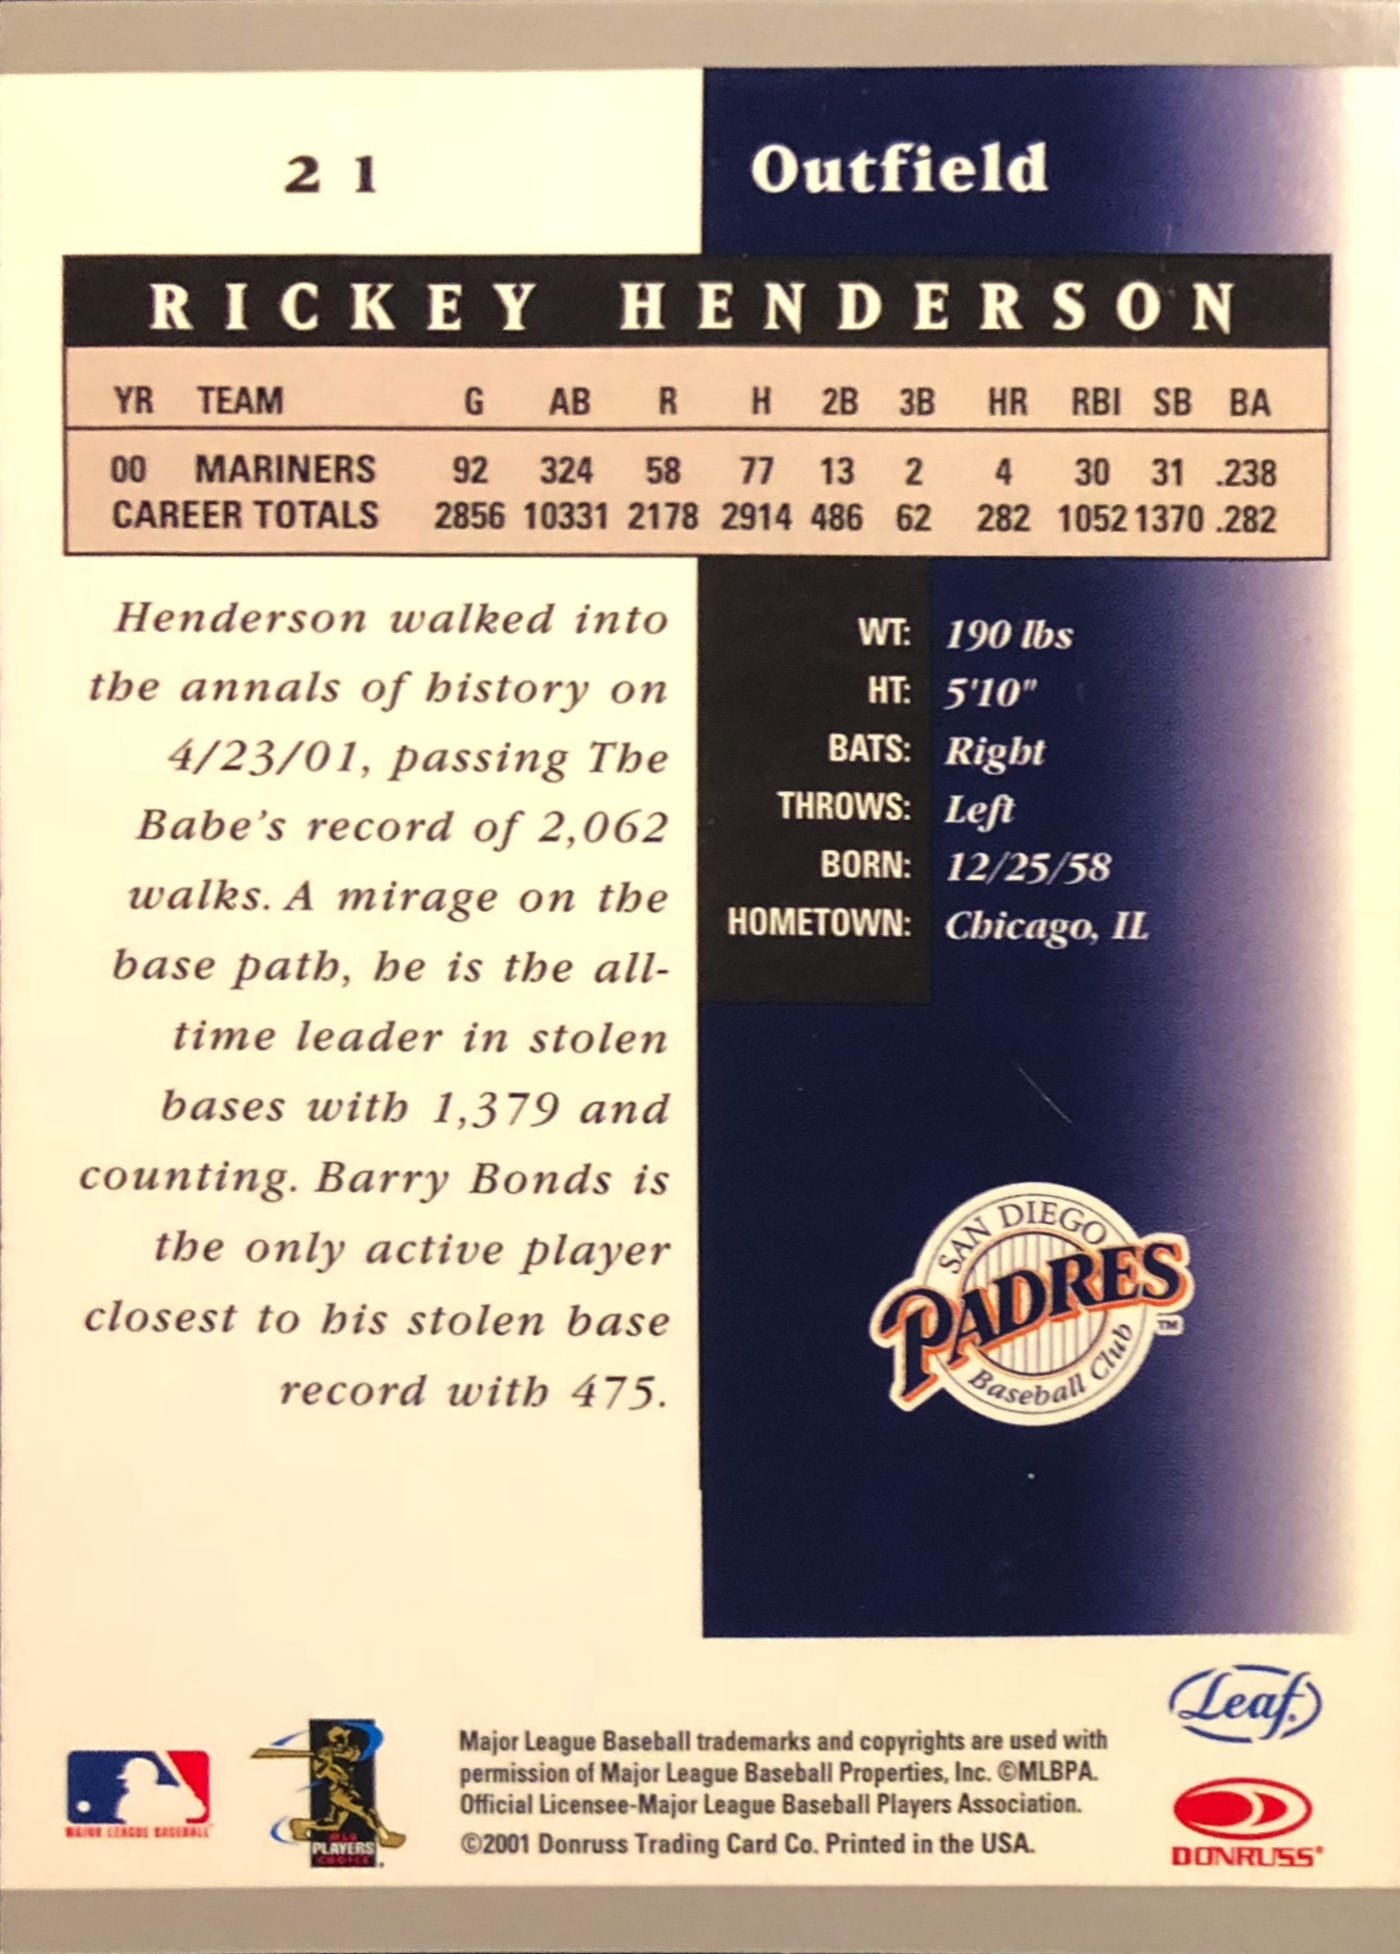 21
Outfield
RICKEY HENDERSON
YR TEAM G AB R H 2B 3B HR RBI SB BA
00 MARINERS 92 324 58 77 13 2 4 30 31 .238
CAREER TOTALS 2856 10331 2178 2914 486 62 282 1052 1370 .282
Henderson walked into
the annals of history on
4/23/01, passing The
Babe's record of 2,062
walks. A mirage on the
base path, he is the all-
time leader in stolen
bases with 1,379 and
counting. Barry Bonds is
the only active player
closest to his stolen base
record with 475.
WT: 190 lbs
HT: 5'10"
BATS: Right
THROWS: Left
BORN: 12/25/58
HOMETOWN: Chicago, IL
SAN DIEGO
PADRES
Baseball Club
TM
Leaf
Major League Baseball trademarks and copyrights are used with
permission of Major League Baseball Properties, Inc. ©MLBPA.
Official Licensee-Major League Baseball Players Association.
©2001 Donruss Trading Card Co. Printed in the USA.
MAJOR LEAGUE BASEBALL
MLB
PLAYERS
CHOICE
DONRUSS